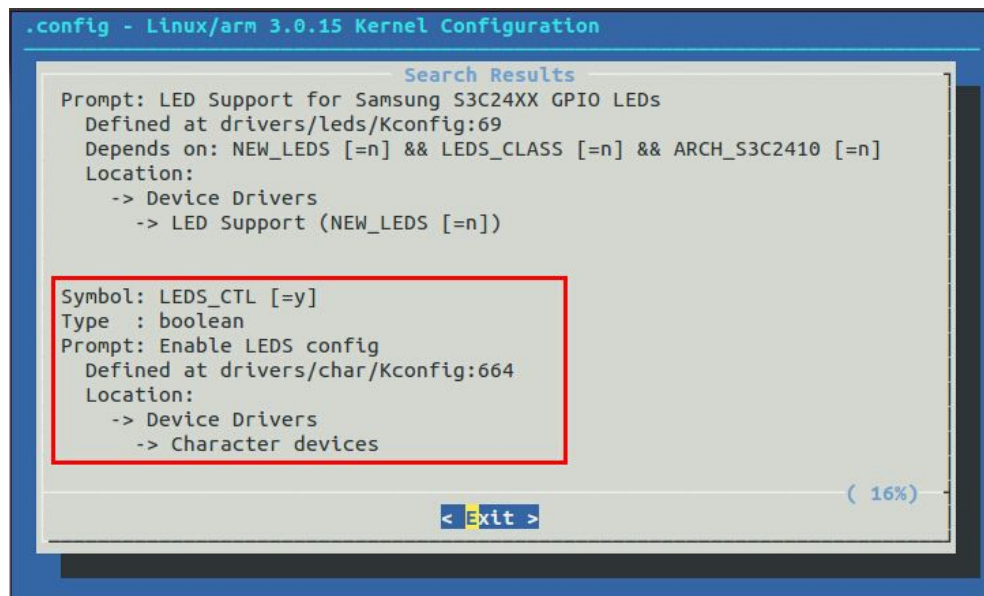 .config - Linux/arm 3.0.15 Kernel Configuration
Search Results
Prompt: LED Support for Samsung S3C24XX GPIO LEDs
Defined at drivers/leds/Kconfig:69
Depends on: NEW_LEDS [=n] && LEDS_CLASS [=n] && ARCH_S3C2410 [=n]
Location:
-> Device Drivers
-> LED Support (NEW_LEDS [=n])
Symbol: LEDS_CTL [=y]
Type  : boolean
Prompt: Enable LEDS config
Defined at drivers/char/Kconfig:664
Location:
-> Device Drivers
-> Character devices
( 16%)
< Exit >